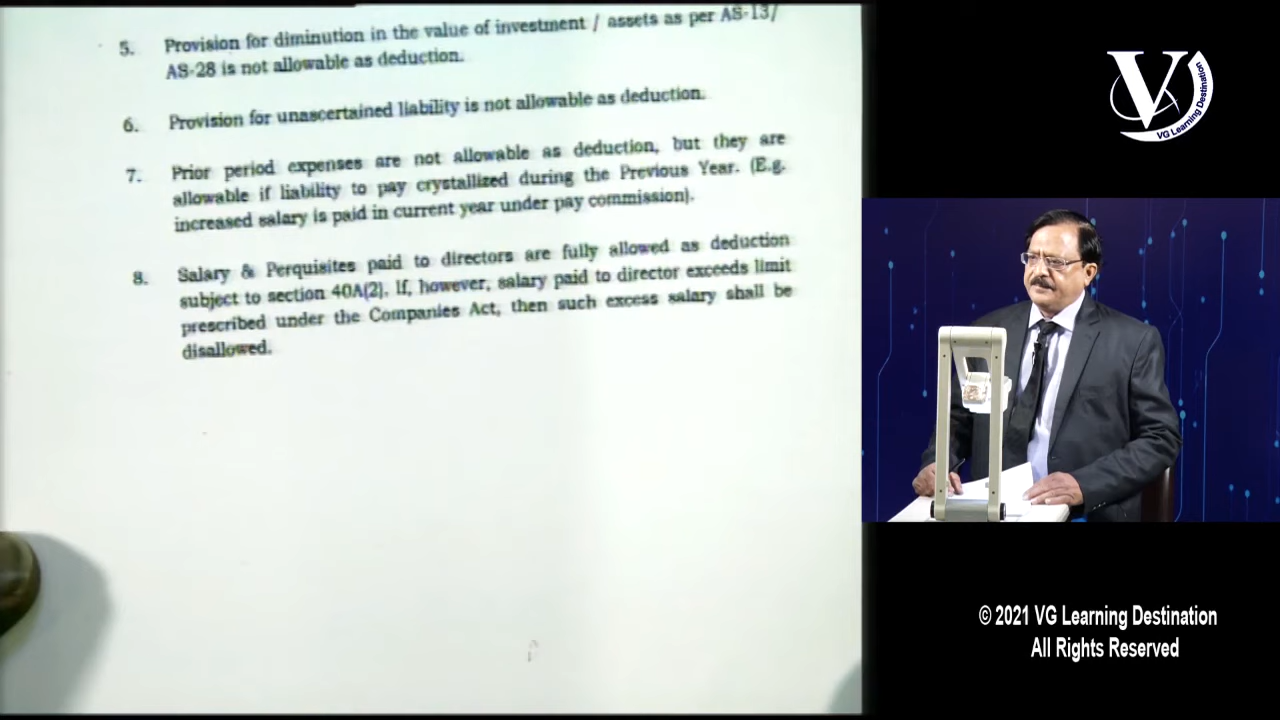 5. Provision for diminution in the value of investment / assets as per AS-13/
AS-28 is not allowable as deduction.
6. Provision for unascertained liability is not allowable as deduction.
7. Prior period expenses are not allowable as deduction, but they are
allowable if liability to pay crystallized during the Previous Year. (E.g.
increased salary is paid in current year under pay commission).
8. Salary & Perquisites paid to directors are fully allowed as deduction
subject to section 40A(2). If, however, salary paid to director exceeds limit
prescribed under the Companies Act, then such excess salary shall be
disallowed.
V
VG Learning Destination
© 2021 VG Learning Destination
All Rights Reserved